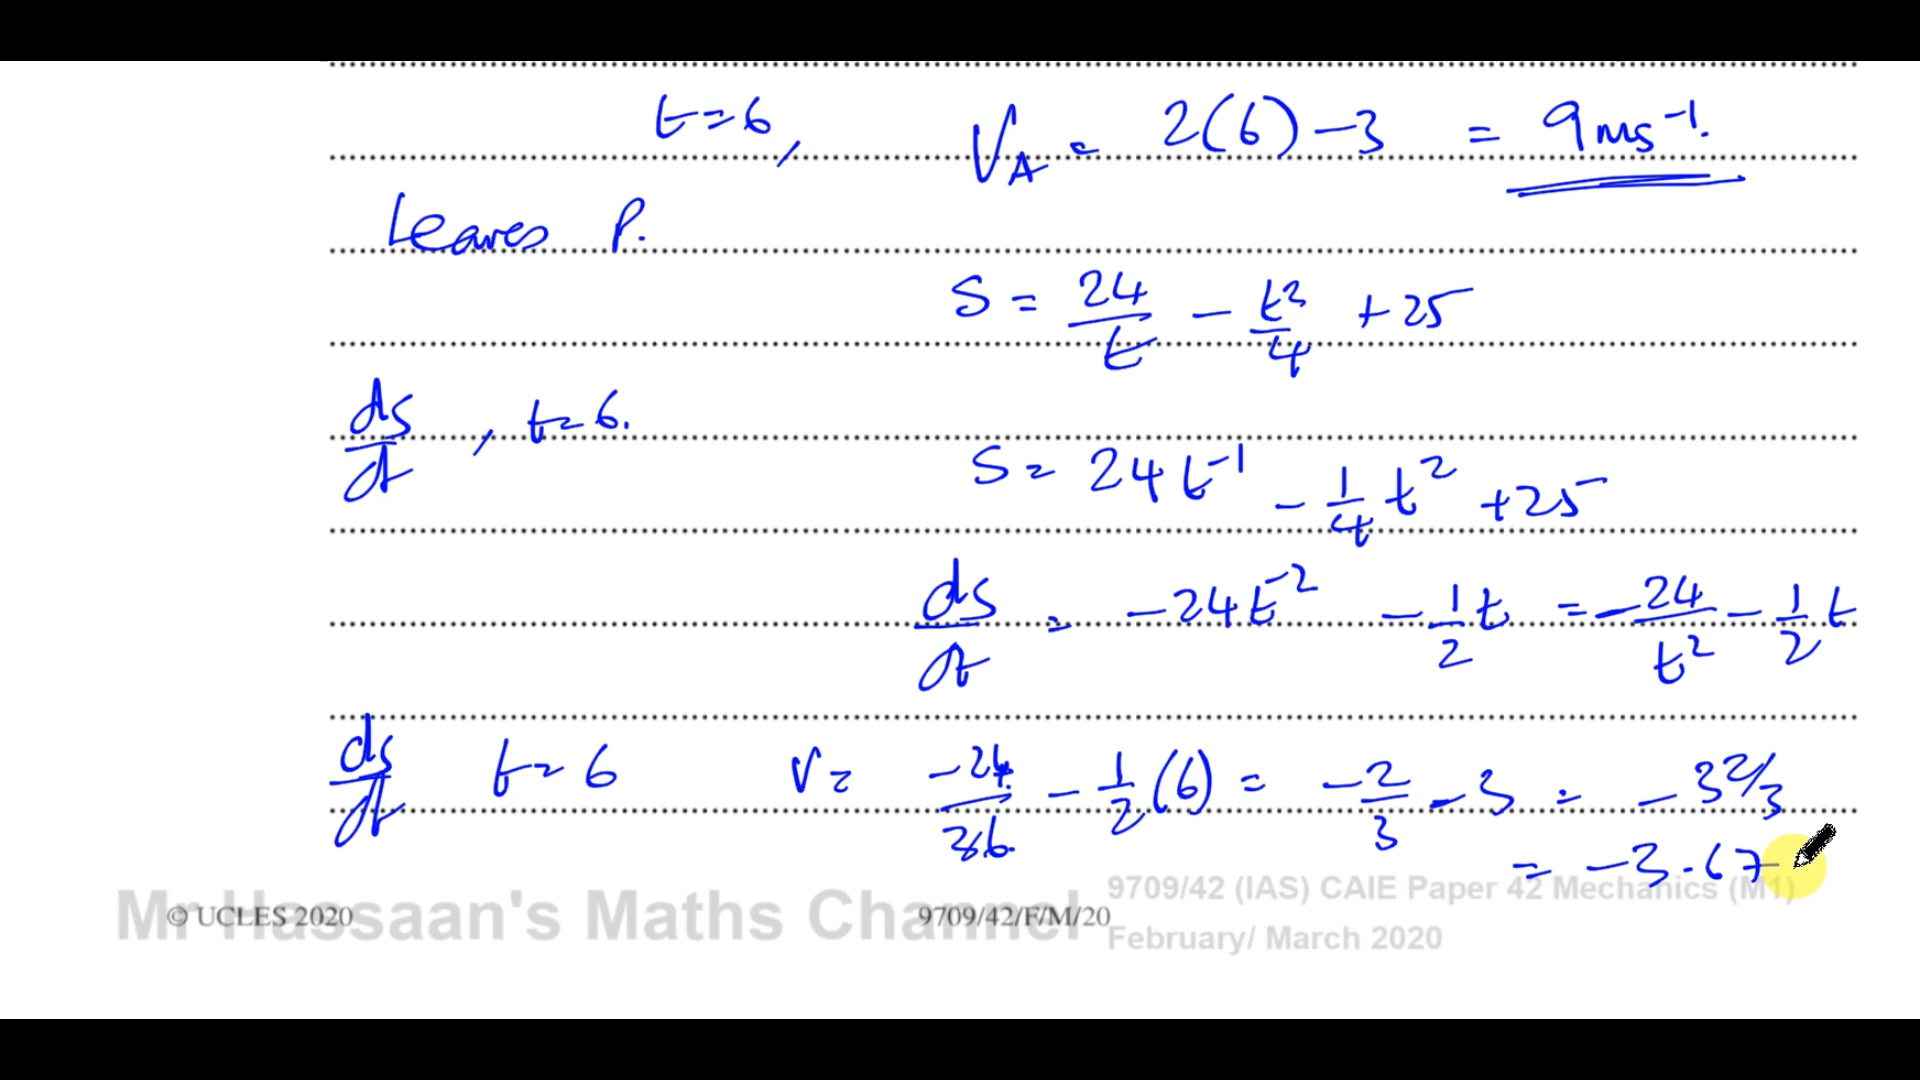 t=6, V_A = 2(6)-3 = 9ms⁻¹.
Leaves P.
S = 24/t - t²/4 + 25
ds/dt, t=6.
S = 24t⁻¹ - 1/4 t² + 25
ds/dt = -24t⁻² - 1/2 t = -24/t² - 1/2 t
ds/dt t=6 V = -24/36 - 1/2 (6) = -2/3 - 3 = -3 2/3
= -3.67
Mr Hassaan's Maths Channel
© UCLES 2020
9709/42/F/M/20
9709/42 (IAS) CAIE Paper 42 Mechanics (M1)
February/ March 2020